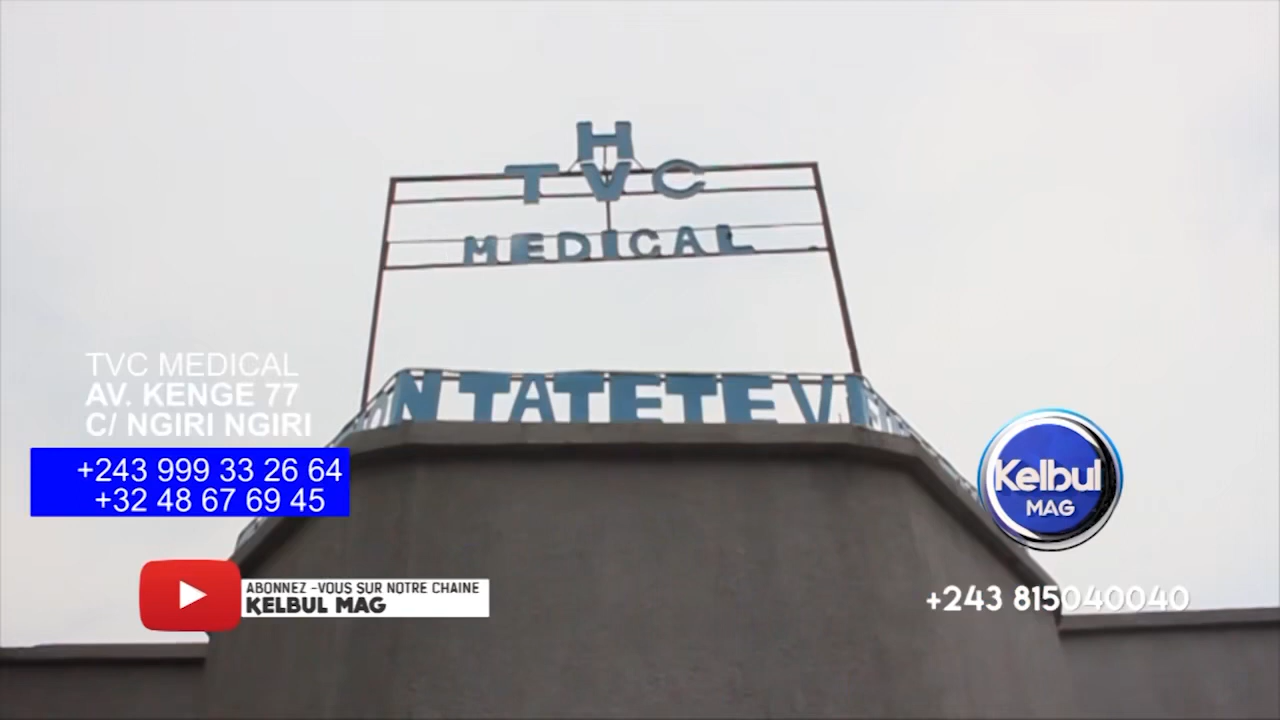 H
TVC
MEDICAL
TVC MEDICAL
AV. KENGE 77
C/ NGIRI NGIRI
+243 999 33 26 64
+32 48 67 69 45
Kelbul
MAG
ABONNEZ -VOUS SUR NOTRE CHAINE
KELBUL MAG
+243 815040040